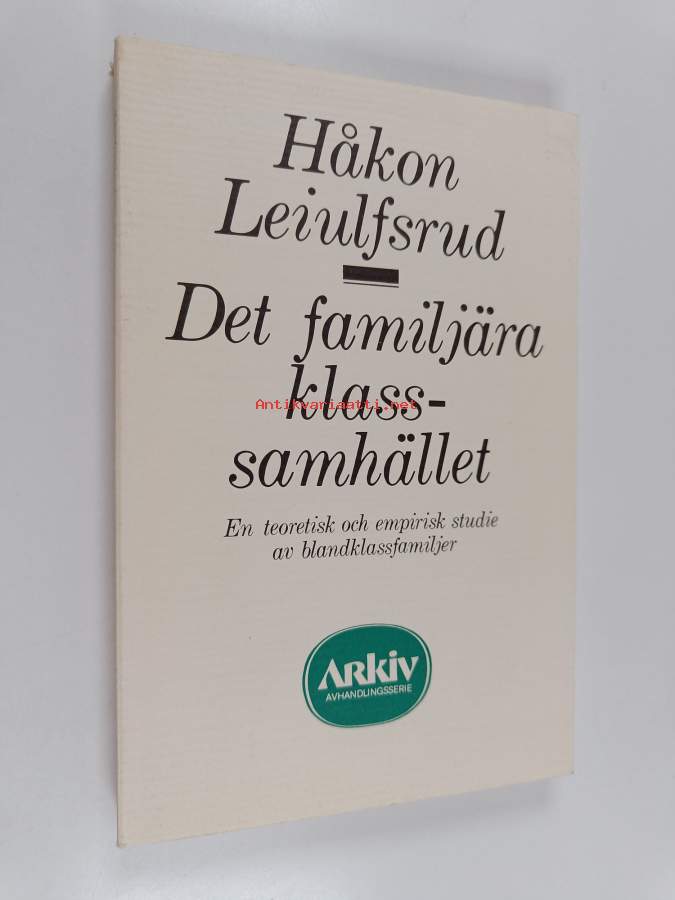 Håkon
Leiulfsrud
Det familjära
klass-
Antikvariaatti.net
samhället
En teoretisk och empirisk studie
av blandklassfamiljer
Arkiv
AVHANDLINGSSERIE